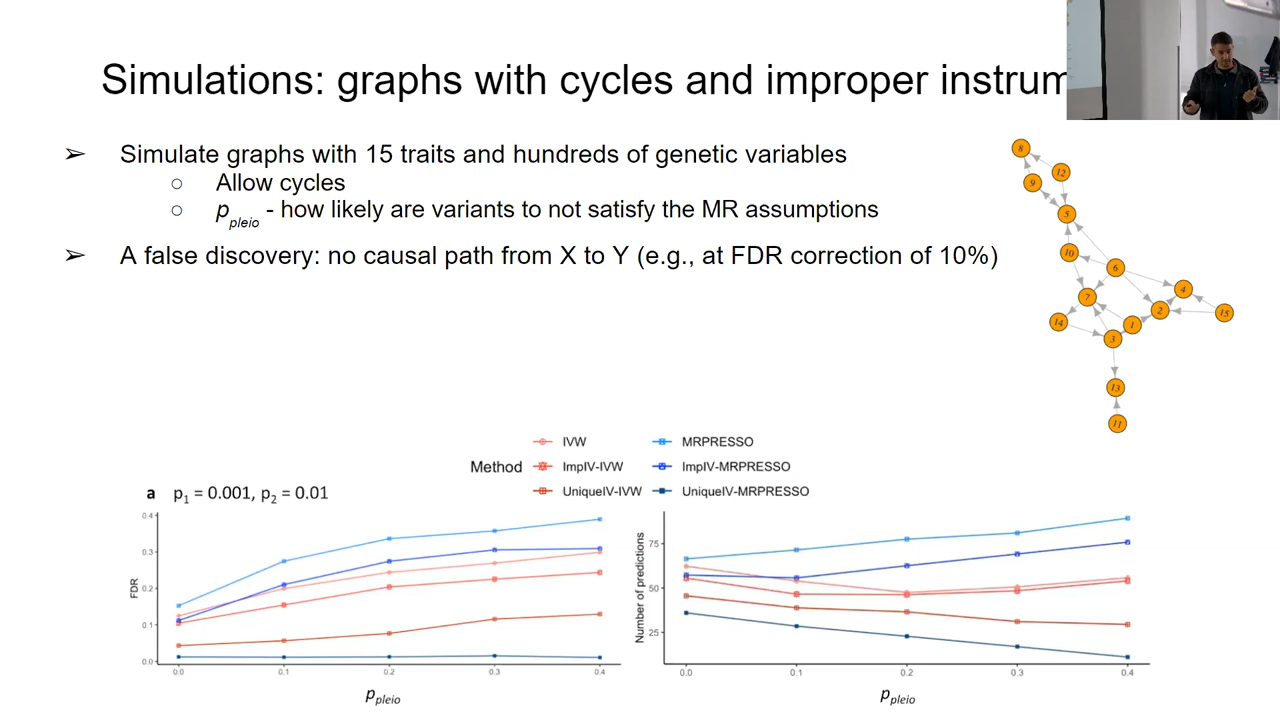 Simulations: graphs with cycles and improper instrum
➢ Simulate graphs with 15 traits and hundreds of genetic variables
○ Allow cycles
○ p pleio - how likely are variants to not satisfy the MR assumptions
➢ A false discovery: no causal path from X to Y (e.g., at FDR correction of 10%)
8
12
9
5
10
6
7
4
2
15
14
1
3
13
11
Method
IVW
MRPRESSO
ImpIV-IVW
ImpIV-MRPRESSO
UniqueIV-IVW
UniqueIV-MRPRESSO
a p1 = 0.001, p2 = 0.01
FDR
0.4
0.3
0.2
0.1
0.0
0.0 0.1 0.2 0.3 0.4
p pleio
Number of predictions
75
50
25
0.0 0.1 0.2 0.3 0.4
p pleio